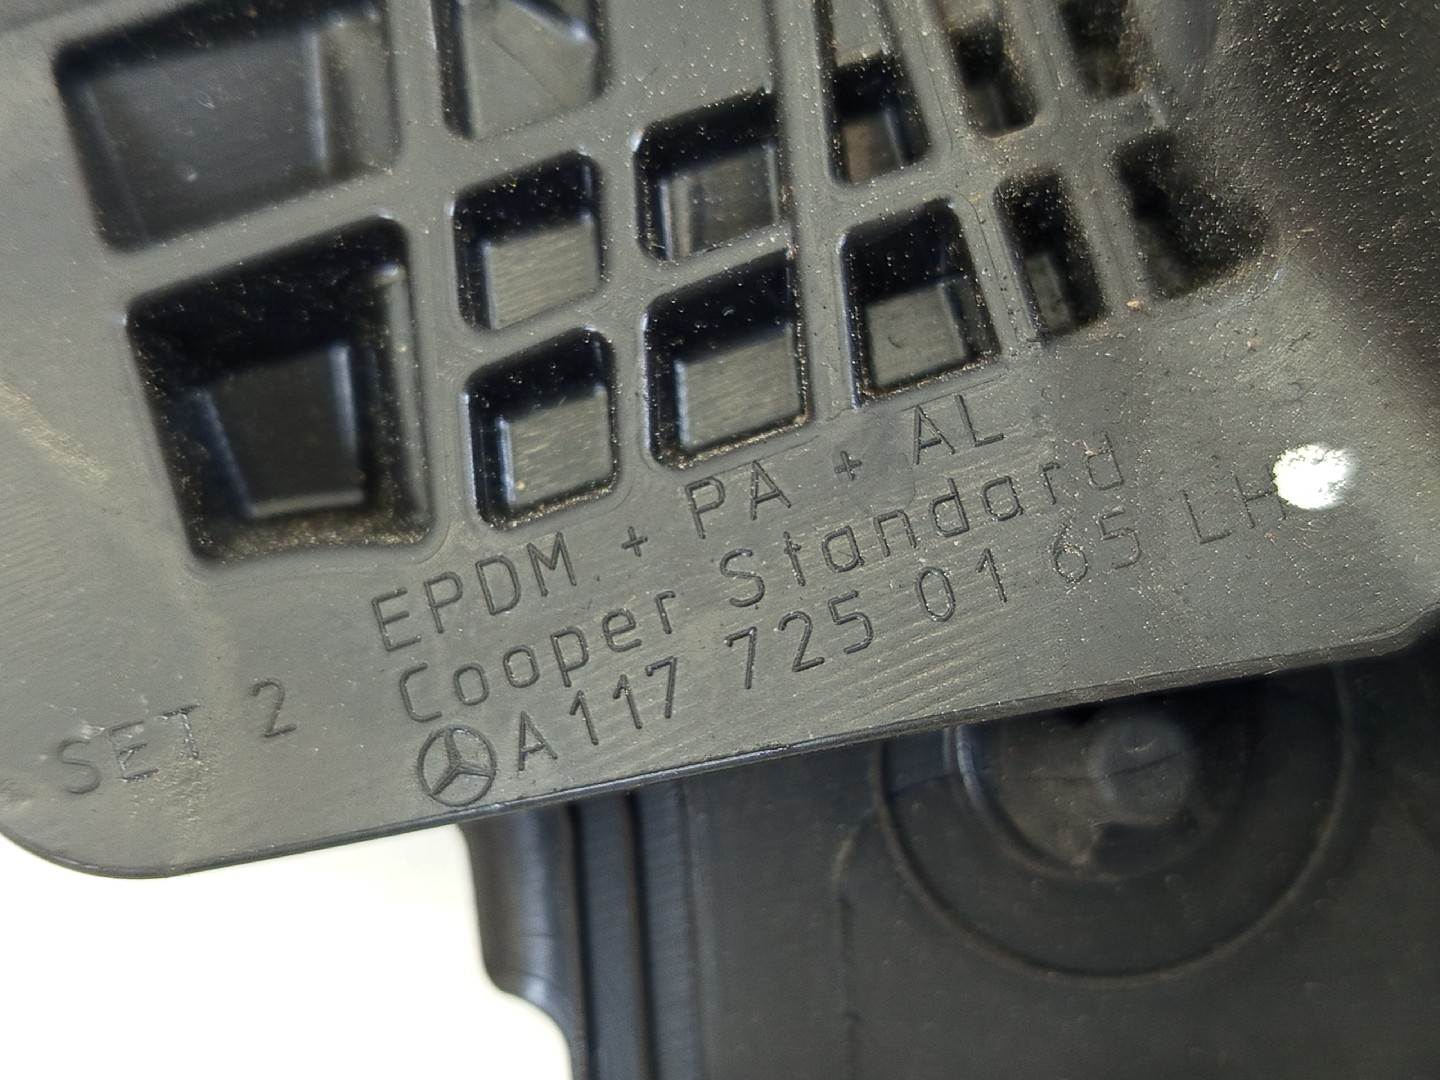 EPDM + PA + AL
Cooper Standard
A117 725 01 65 LH
SET 2